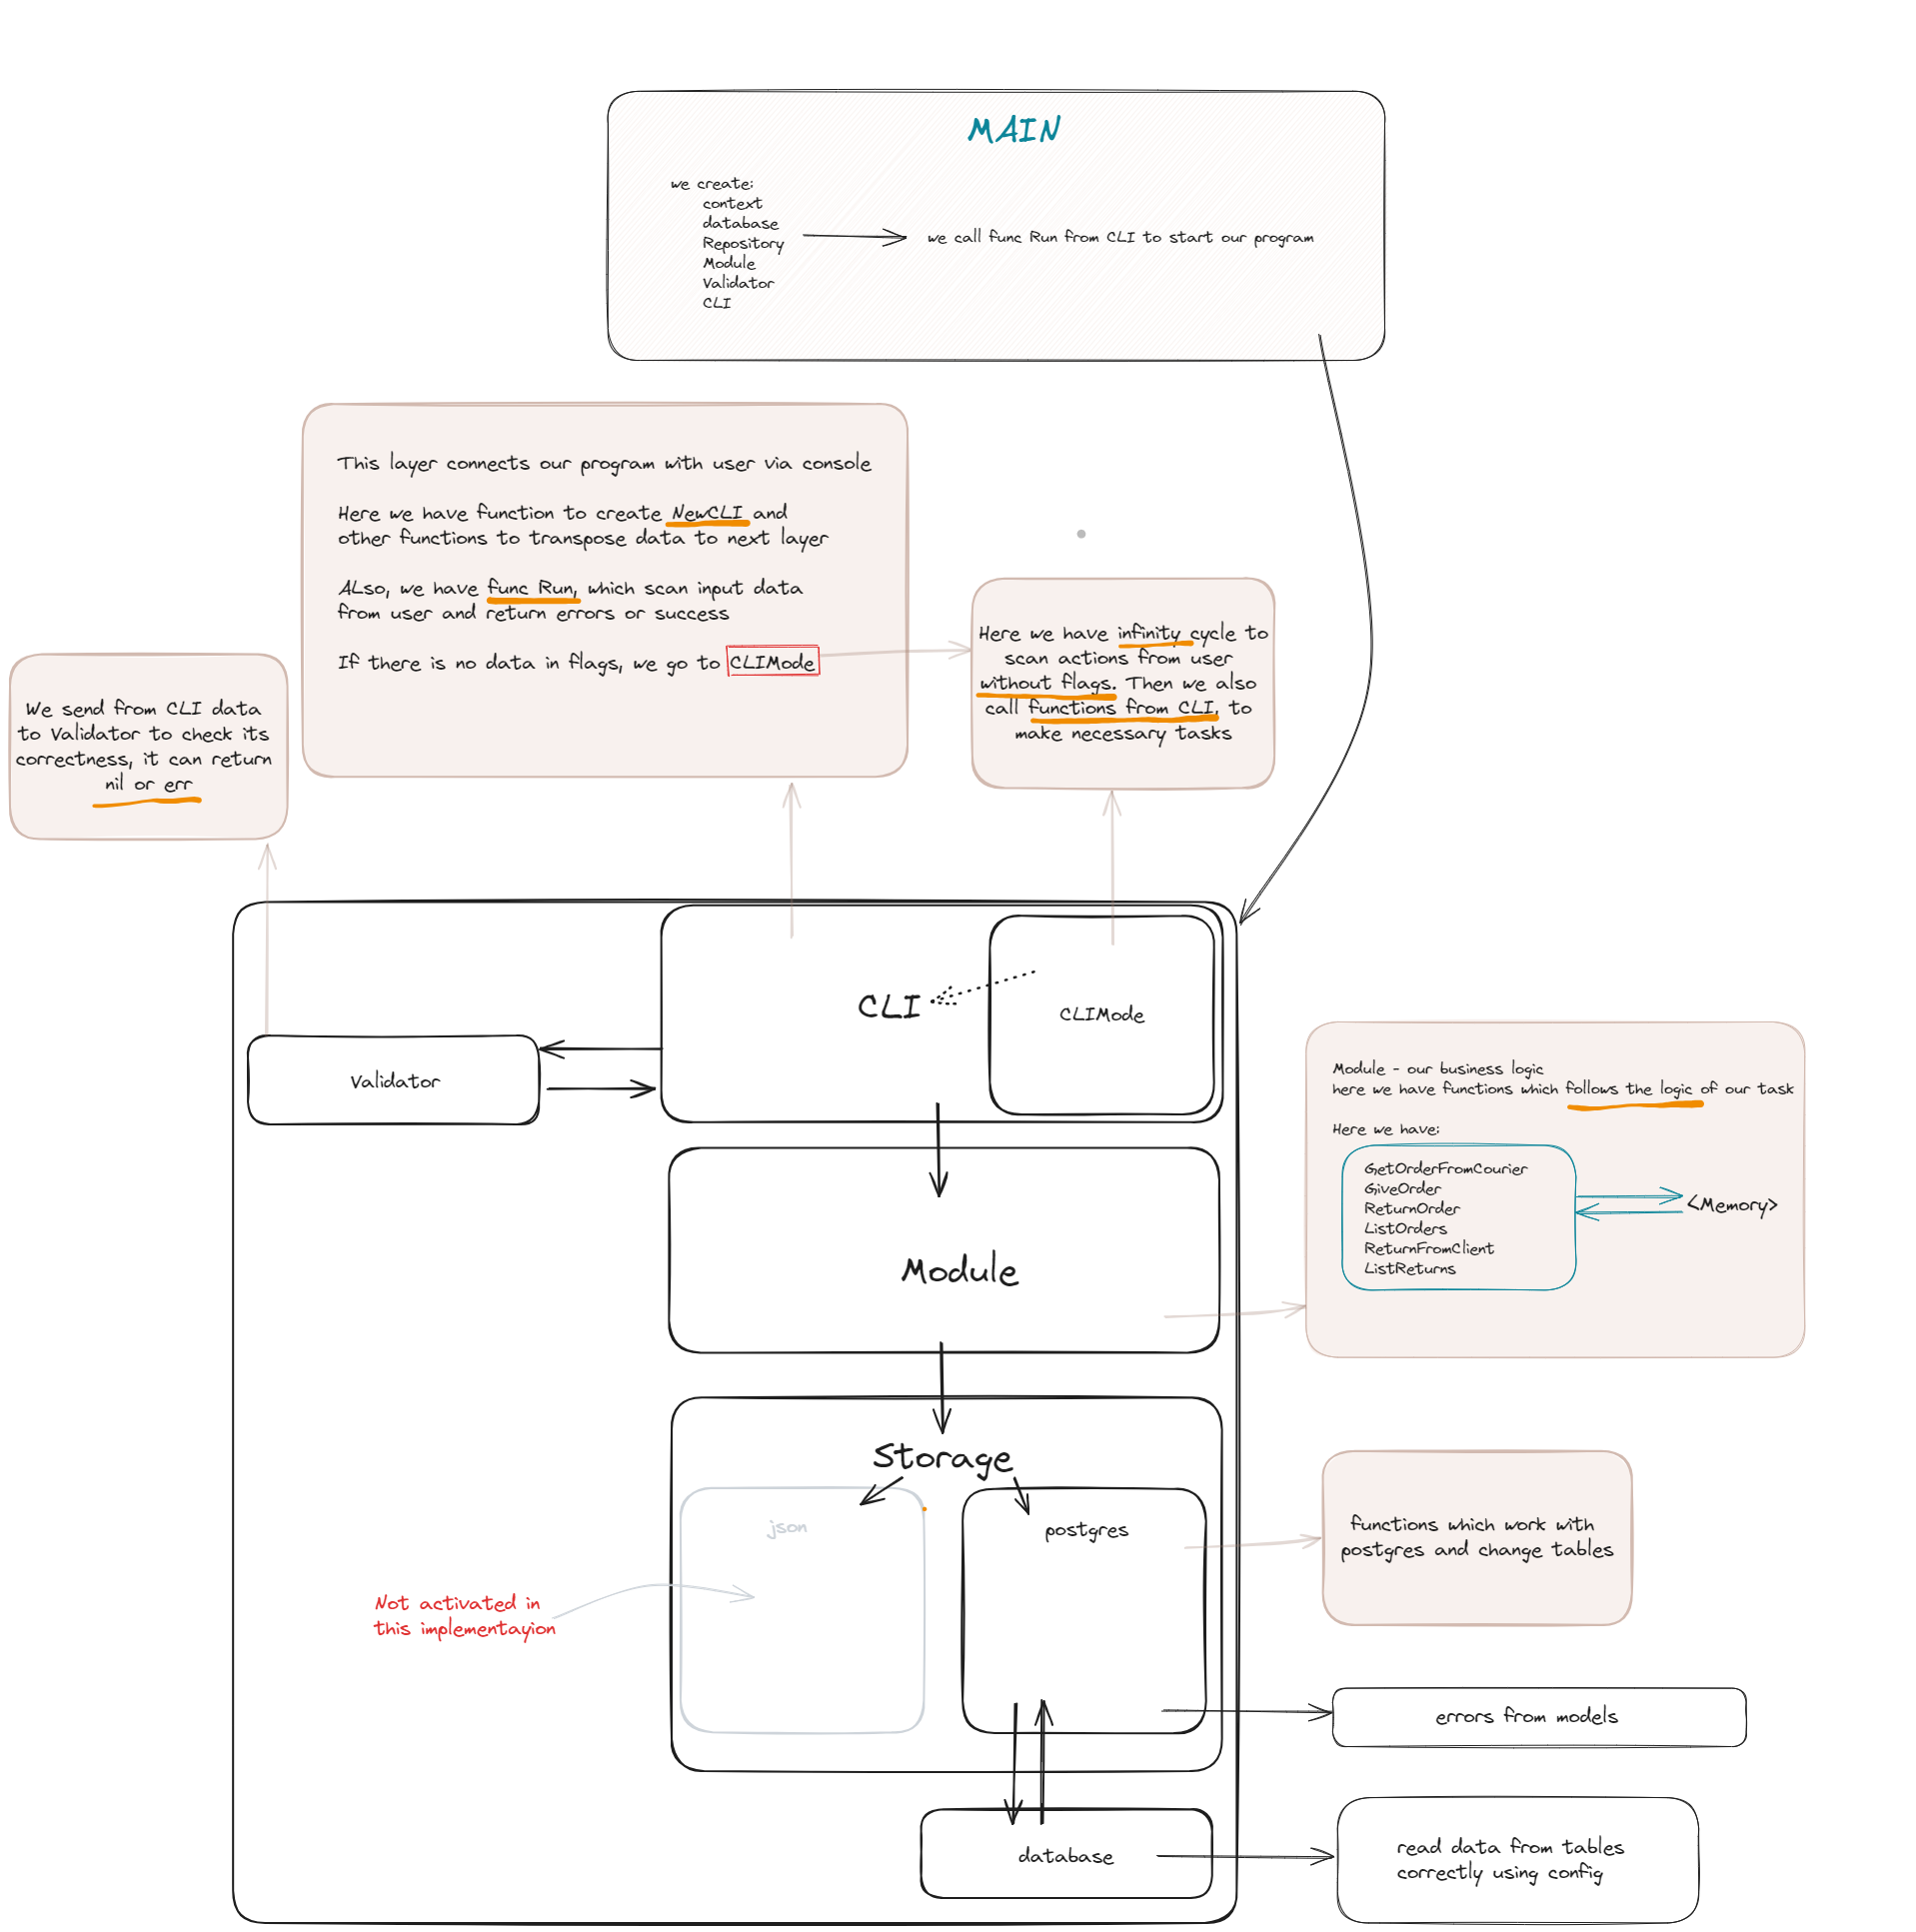 MAIN
we create:
context
database
Repository
Module
Validator
CLI
we call func Run from CLI to start our program
This layer connects our program with user via console
Here we have function to create NewCLI and
other functions to transpose data to next layer
ALso, we have func Run, which scan input data
from user and return errors or success
If there is no data in flags, we go to CLIMode
Here we have infinity cycle to
scan actions from user
without flags. Then we also
call functions from CLI, to
make necessary tasks
We send from CLI data
to Validator to check its
correctness, it can return
nil or err
CLI
CLIMode
Validator
Module - our business logic
here we have functions which follows the logic of our task
Here we have:
GetOrderFromCourier
GiveOrder
ReturnOrder
ListOrders
ReturnFromClient
ListReturns
<Memory>
Module
Storage
json
postgres
functions which work with
postgres and change tables
Not activated in
this implementayion
errors from models
database
read data from tables
correctly using config